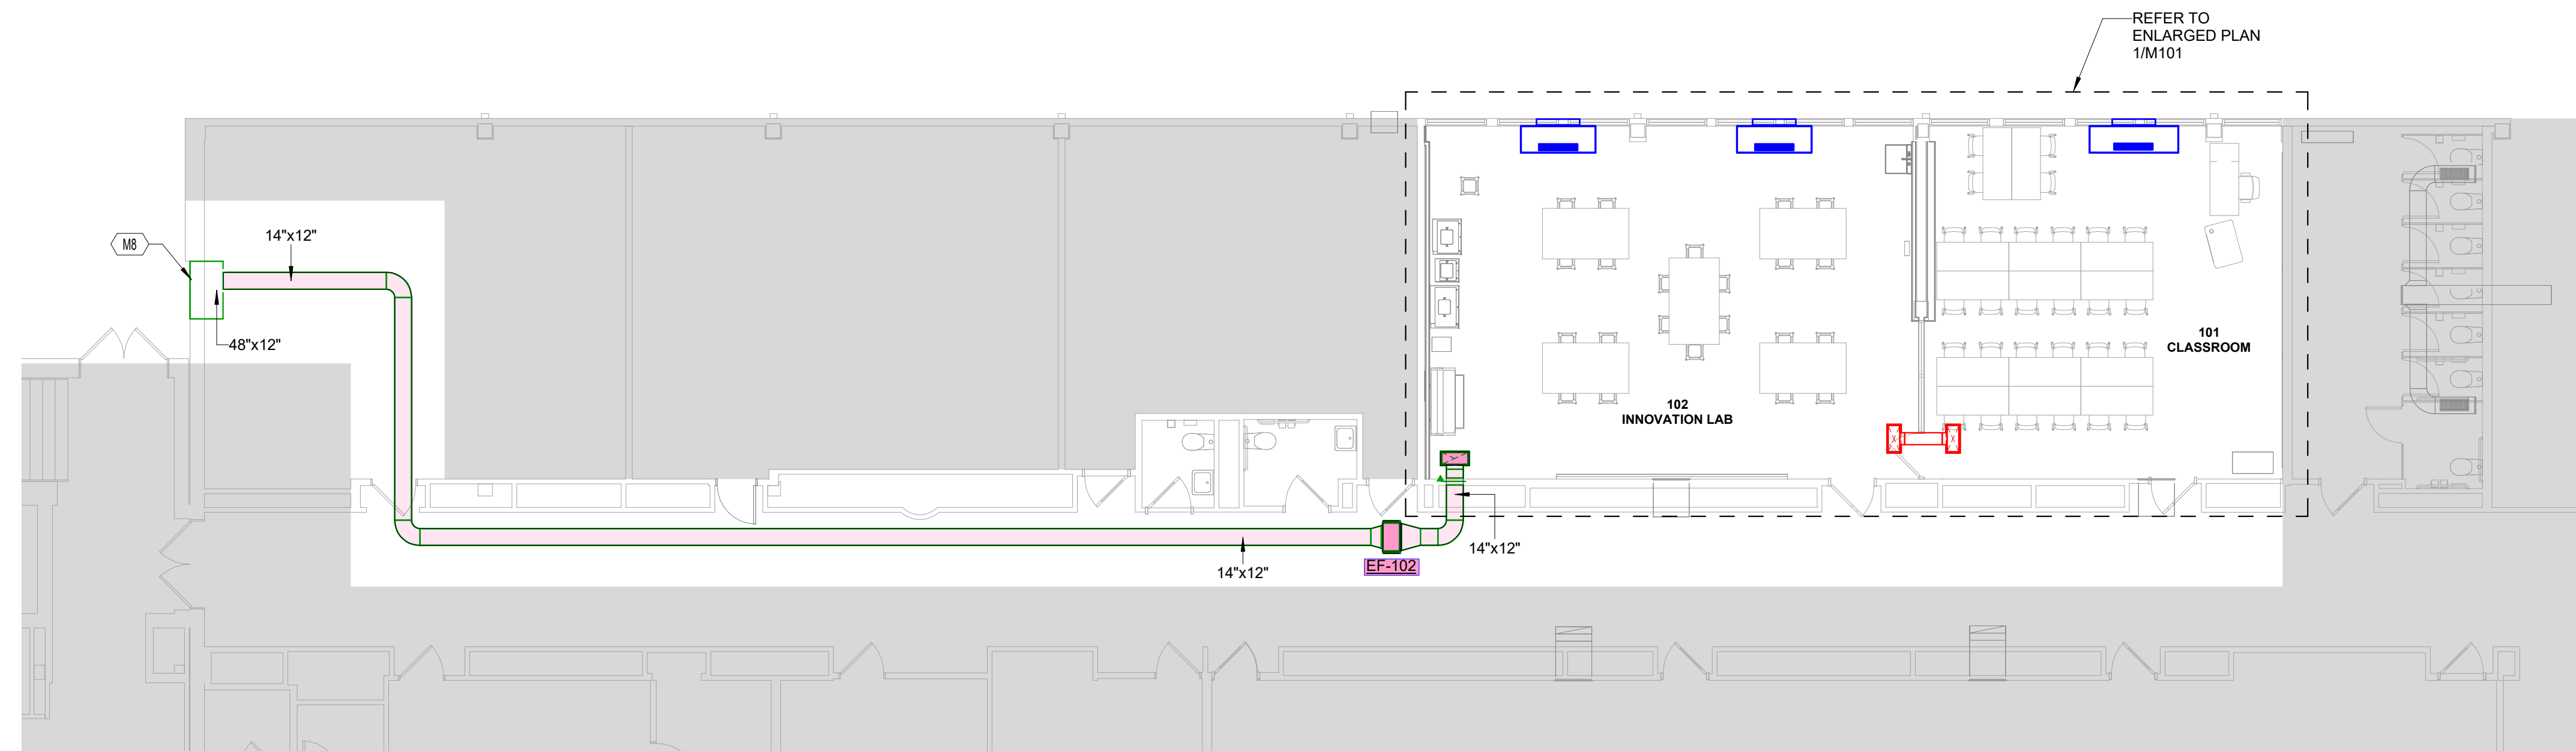 REFER TO
ENLARGED PLAN
1/M101
M8
14"x12"
48"x12"
101
CLASSROOM
102
INNOVATION LAB
14"x12"
EF-102
14"x12"